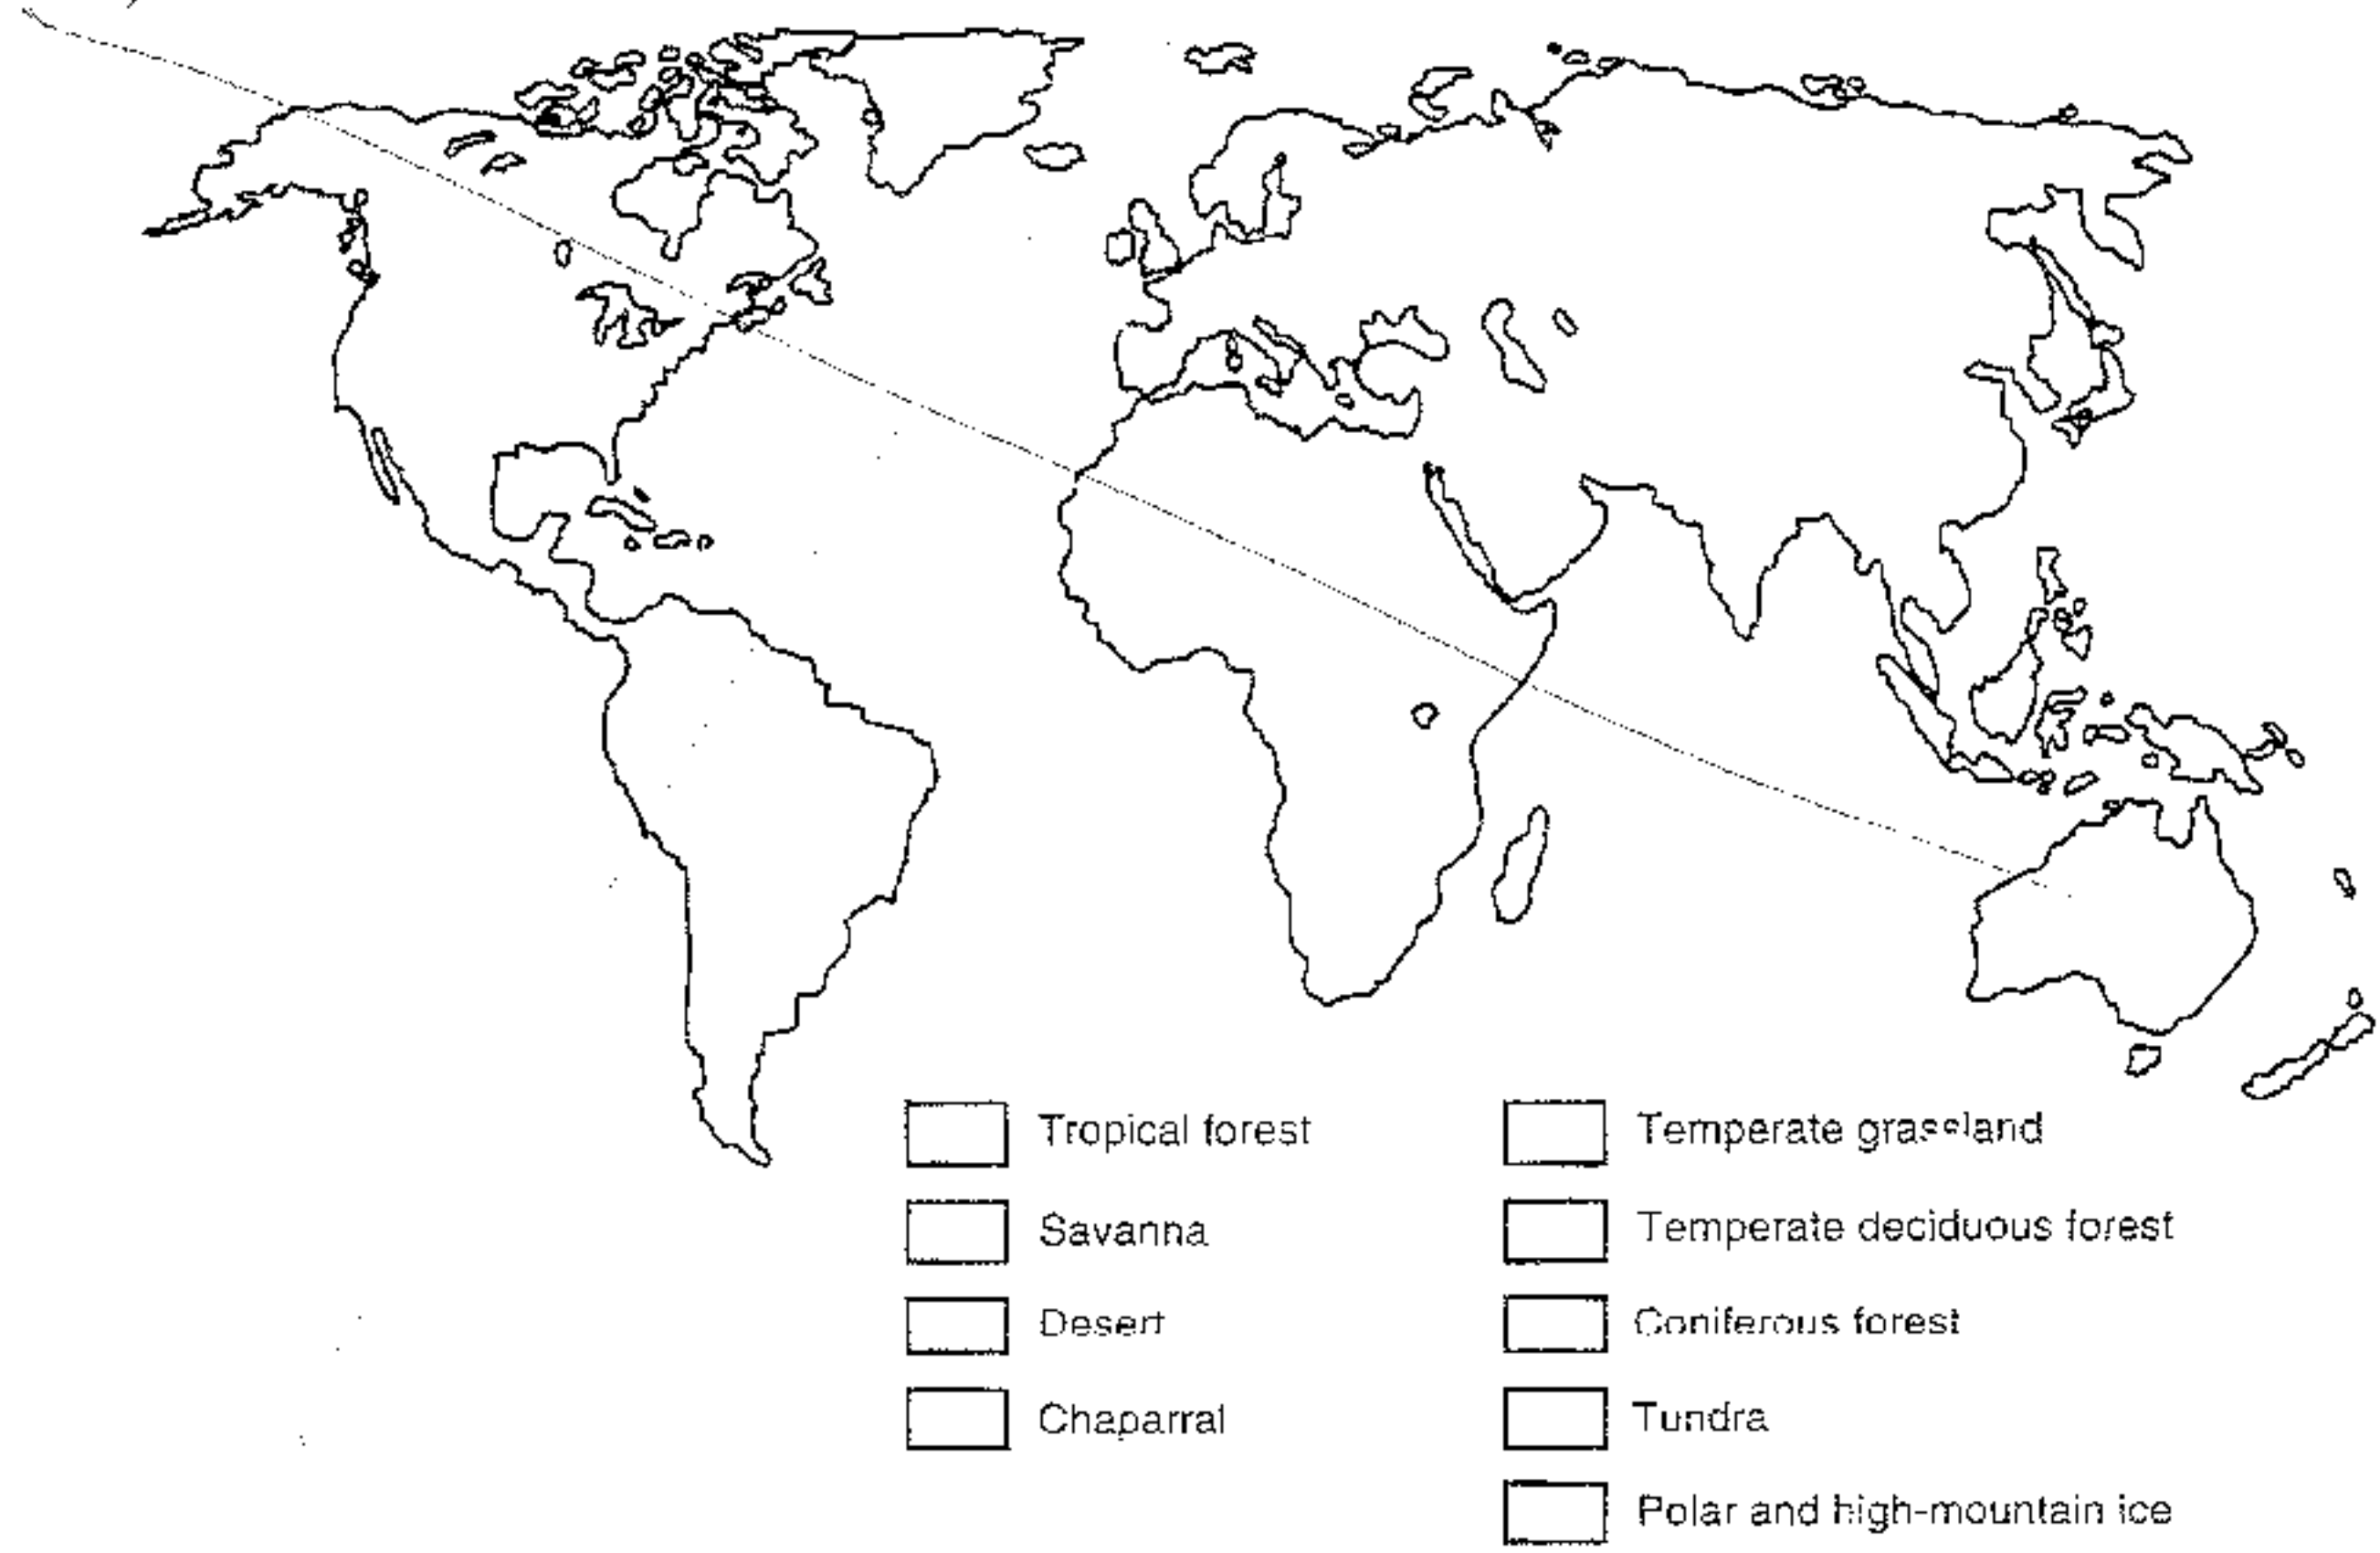 Tropical forest
Savanna
Desert
Chaparral
Temperate grassland
Temperate deciduous forest
Coniferous forest
Tundra
Polar and high-mountain ice